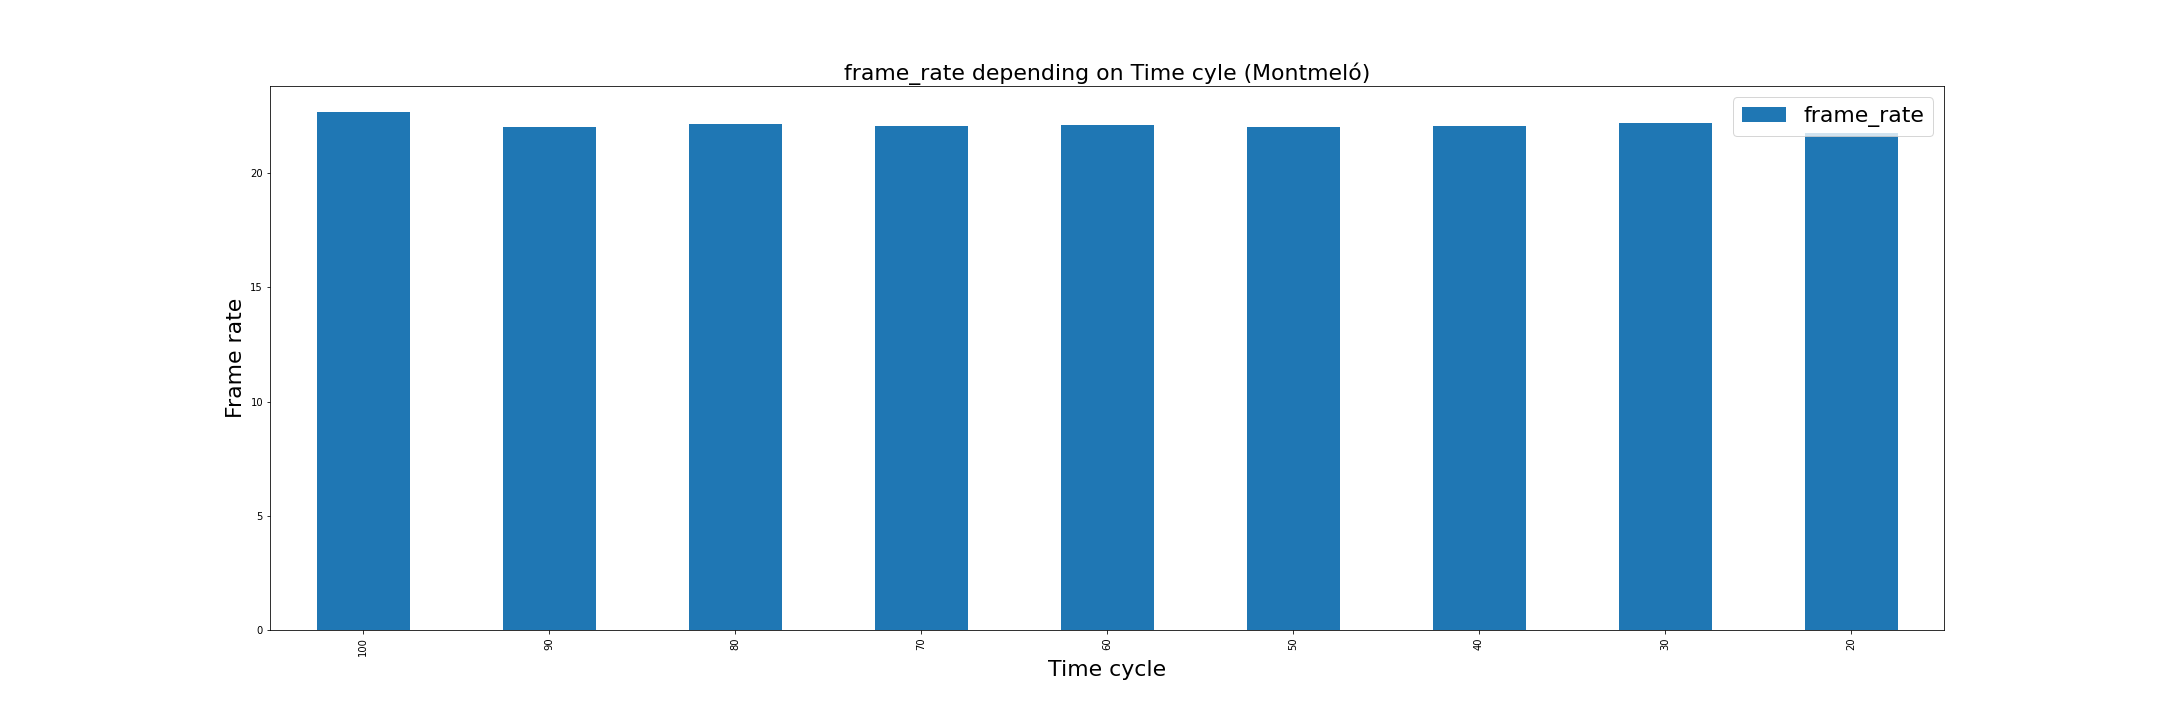 frame_rate depending on Time cyle (Montmeló)
frame_rate
20
15
10
5
0
Frame rate
100 90 80 70 60 50 40 30 20
Time cycle